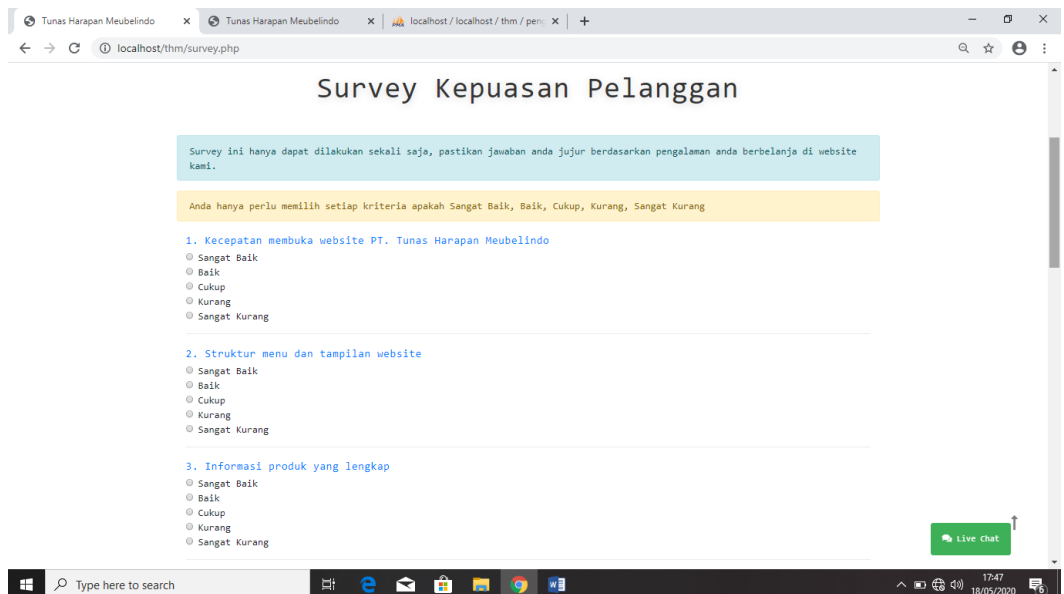 Tunas Harapan Meubelindo
Tunas Harapan Meubelindo
localhost / localhost / thm /
localhost/thm/survey.php
Survey Kepuasan Pelanggan
Survey ini hanya dapat dilakukan sekali saja, pastikan jawaban anda jujur berdasarkan pengalaman anda berbelanja di website
kami.
Anda hanya perlu memilih setiap kriteria apakah Sangat Baik, Baik, Cukup, Kurang, Sangat Kurang
1. Kecepatan membuka website PT. Tunas Harapan Meubelindo
Sangat Baik
Baik
Cukup
Kurang
Sangat Kurang
2. Struktur menu dan tampilan website
Sangat Baik
Baik
Cukup
Kurang
Sangat Kurang
3. Informasi produk yang lengkap
Sangat Baik
Baik
Cukup
Kurang
Sangat Kurang
Live Chat
Type here to search
17:47
18/05/2020